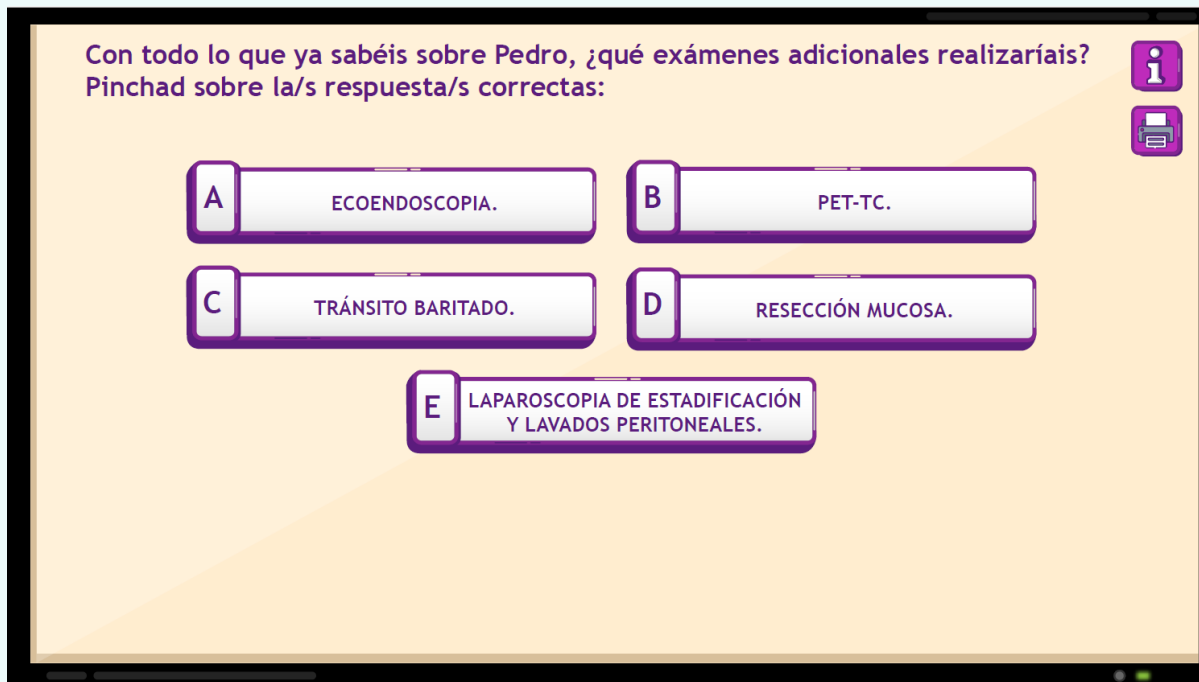 Con todo lo que ya sabéis sobre Pedro, ¿qué exámenes adicionales realizaríais?
Pinchad sobre la/s respuesta/s correctas:
A
ECOENDOSCOPIA.
B
PET-TC.
C
TRÁNSITO BARITADO.
D
RESECCIÓN MUCOSA.
E
LAPAROSCOPIA DE ESTADIFICACIÓN
Y LAVADOS PERITONEALES.